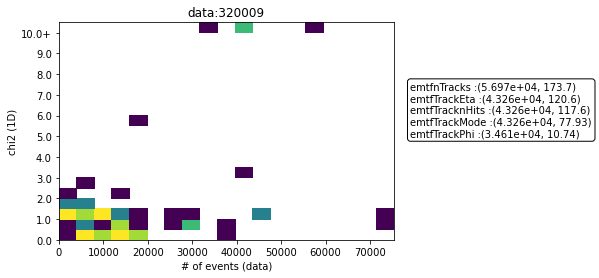 data:320009
10.0+
9.0
8.0
7.0
6.0
5.0
4.0
3.0
2.0
1.0
0.0
chi2 (1D)
0 10000 20000 30000 40000 50000 60000 70000
# of events (data)
emtfnTracks :(5.697e+04, 173.7)
emtfTrackEta :(4.326e+04, 120.6)
emtfTracknHits :(4.326e+04, 117.6)
emtfTrackMode :(4.326e+04, 77.93)
emtfTrackPhi :(3.461e+04, 10.74)